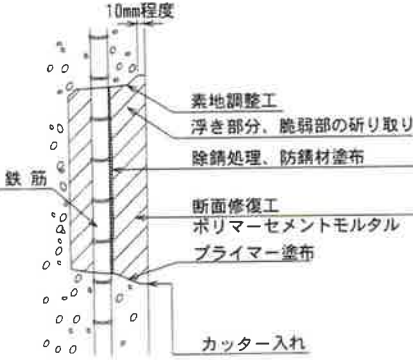 10mm程度
素地調整工
浮き部分、脆弱部の斫り取り
除錆処理、防錆材塗布
鉄筋
断面修復工
ポリマーセメントモルタル
プライマー塗布
カッター入れ